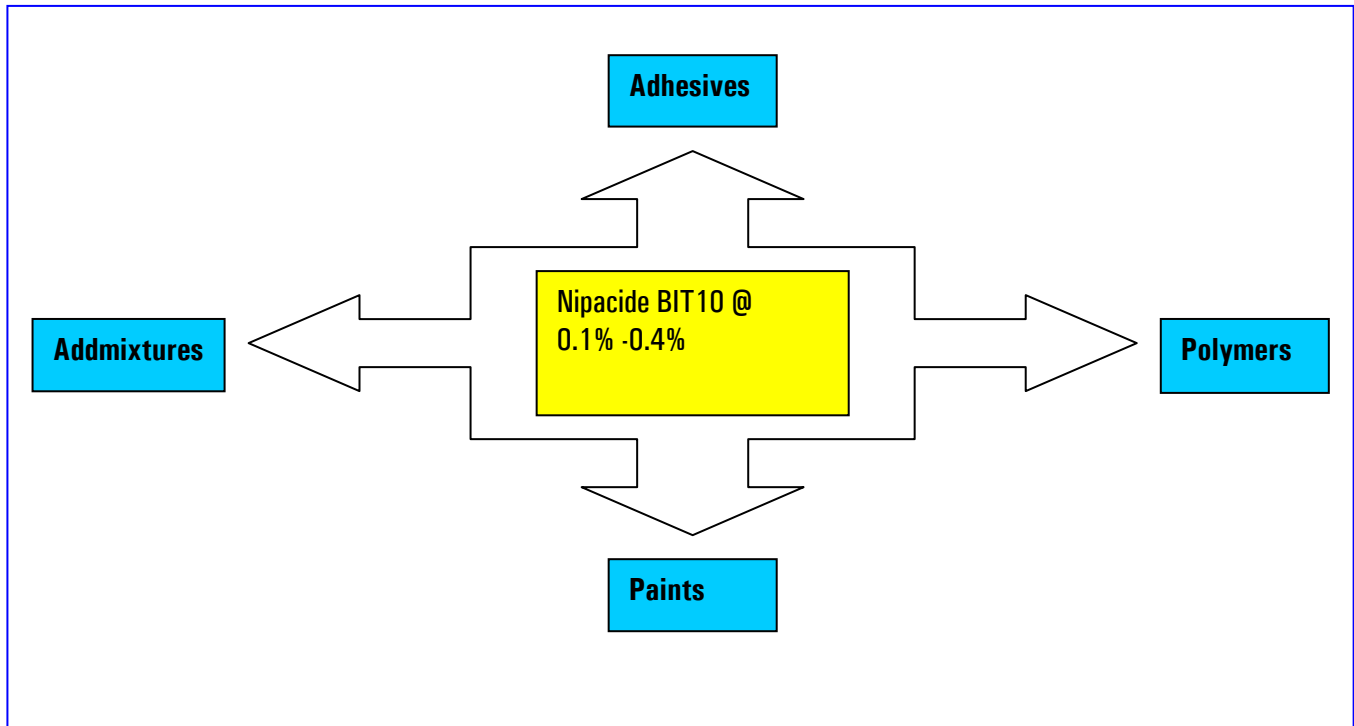 Adhesives
Nipacide BIT10 @
0.1% -0.4%
Addmixtures
Polymers
Paints